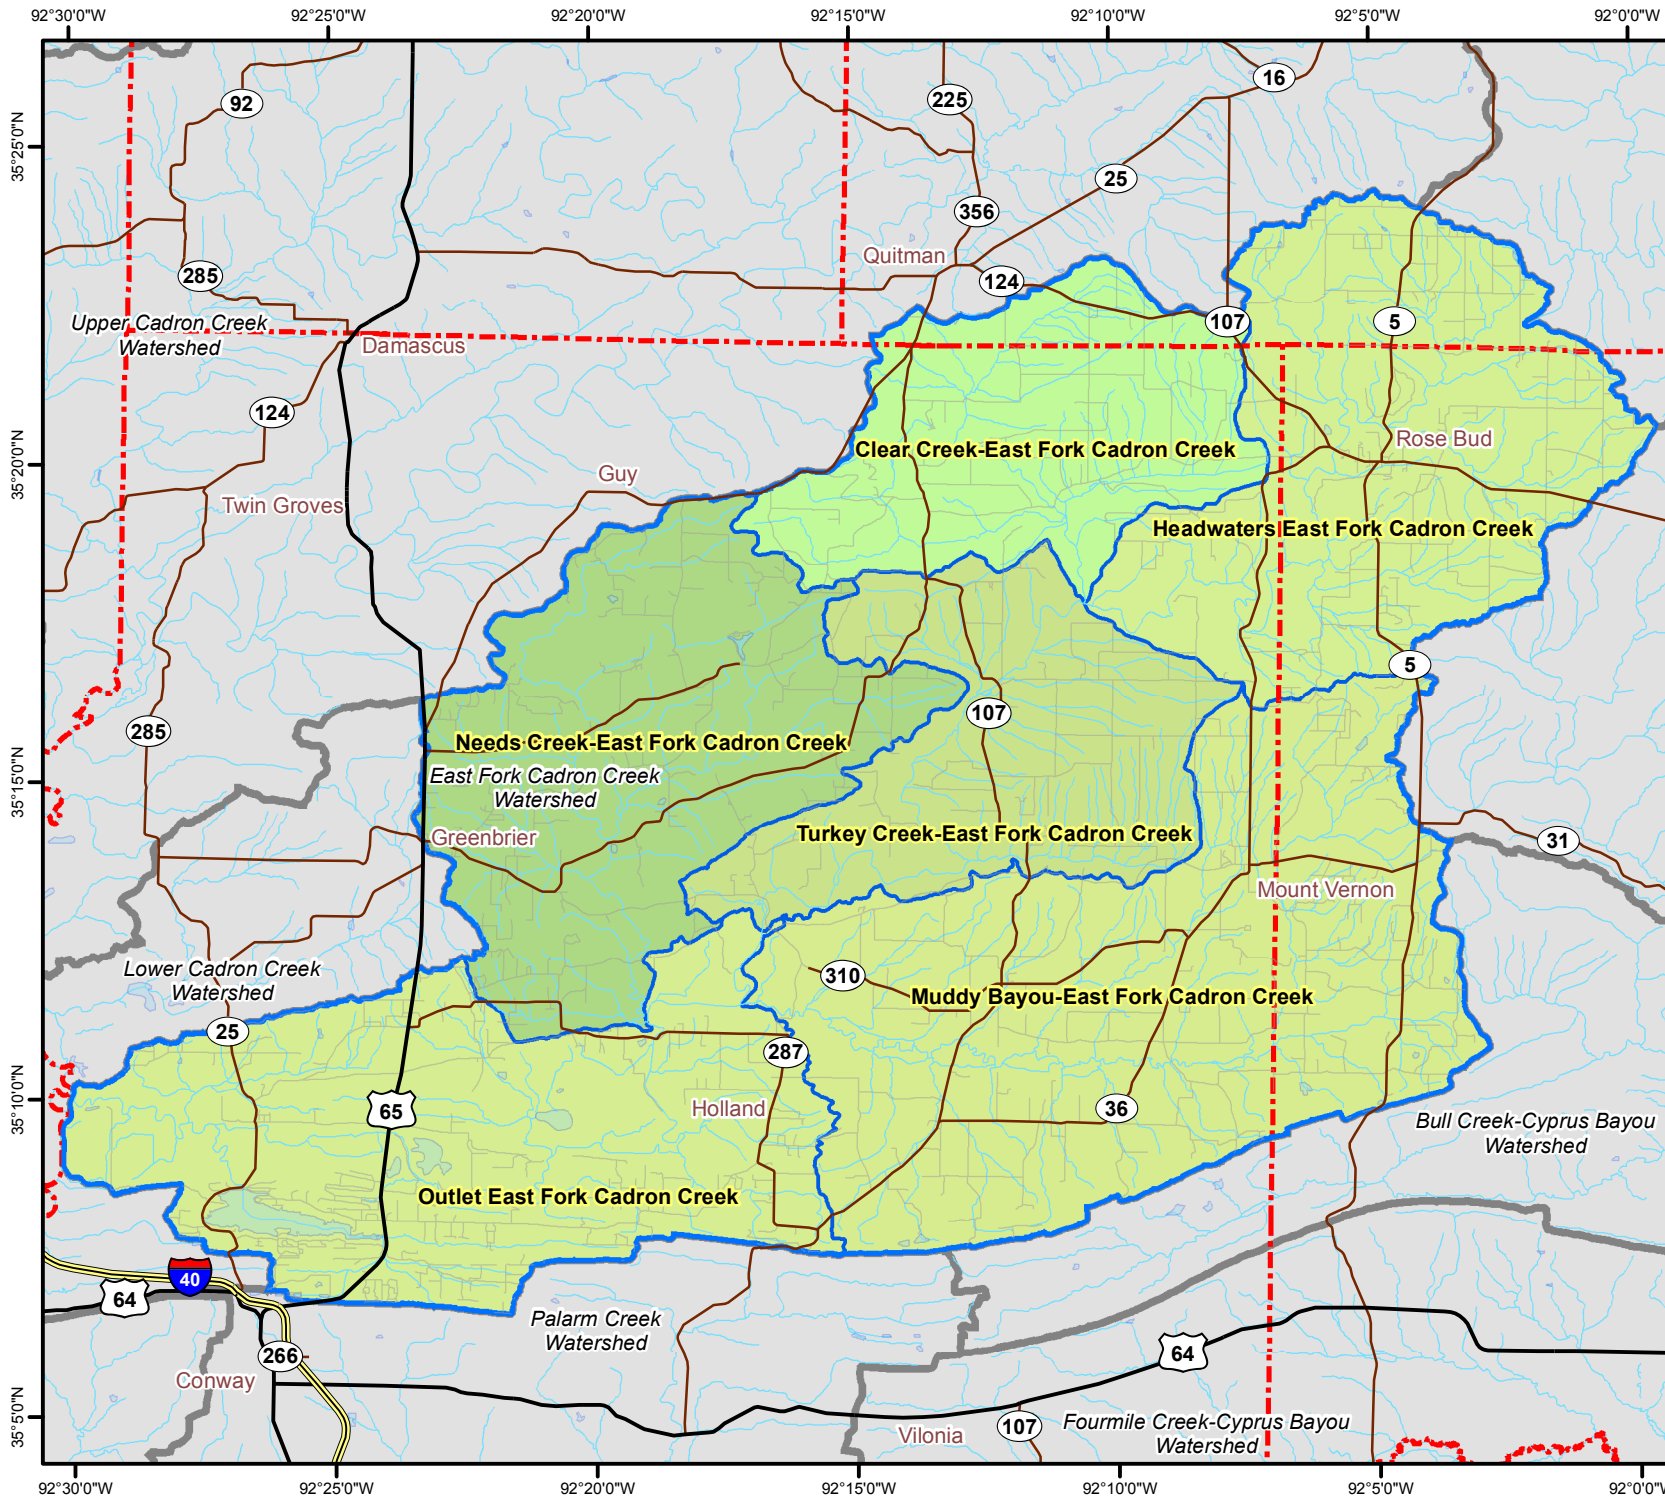 92°30'0"W
92°25'0"W
92°20'0"W
92°15'0"W
92°10'0"W
92°5'0"W
92°0'0"W
16
92
225
35°25'0"N
25
356
Quitman
285
124
Upper Cadron Creek
Watershed
107
5
Damascus
124
Rose Bud
35°20'0"N
Clear Creek-East Fork Cadron Creek
Guy
Twin Groves
Headwaters East Fork Cadron Creek
5
107
285
Needs Creek-East Fork Cadron Creek
East Fork Cadron Creek
Watershed
35°15'0"N
Greenbrier
Turkey Creek-East Fork Cadron Creek
31
Mount Vernon
Lower Cadron Creek
Watershed
310
Muddy Bayou-East Fork Cadron Creek
25
287
35°10'0"N
65
Holland
36
Bull Creek-Cyprus Bayou
Watershed
Outlet East Fork Cadron Creek
40
64
Palarm Creek
Watershed
266
64
Conway
35°5'0"N
Vilonia
107
Fourmile Creek-Cyprus Bayou
Watershed
92°30'0"W
92°25'0"W
92°20'0"W
92°15'0"W
92°10'0"W
92°5'0"W
92°0'0"W